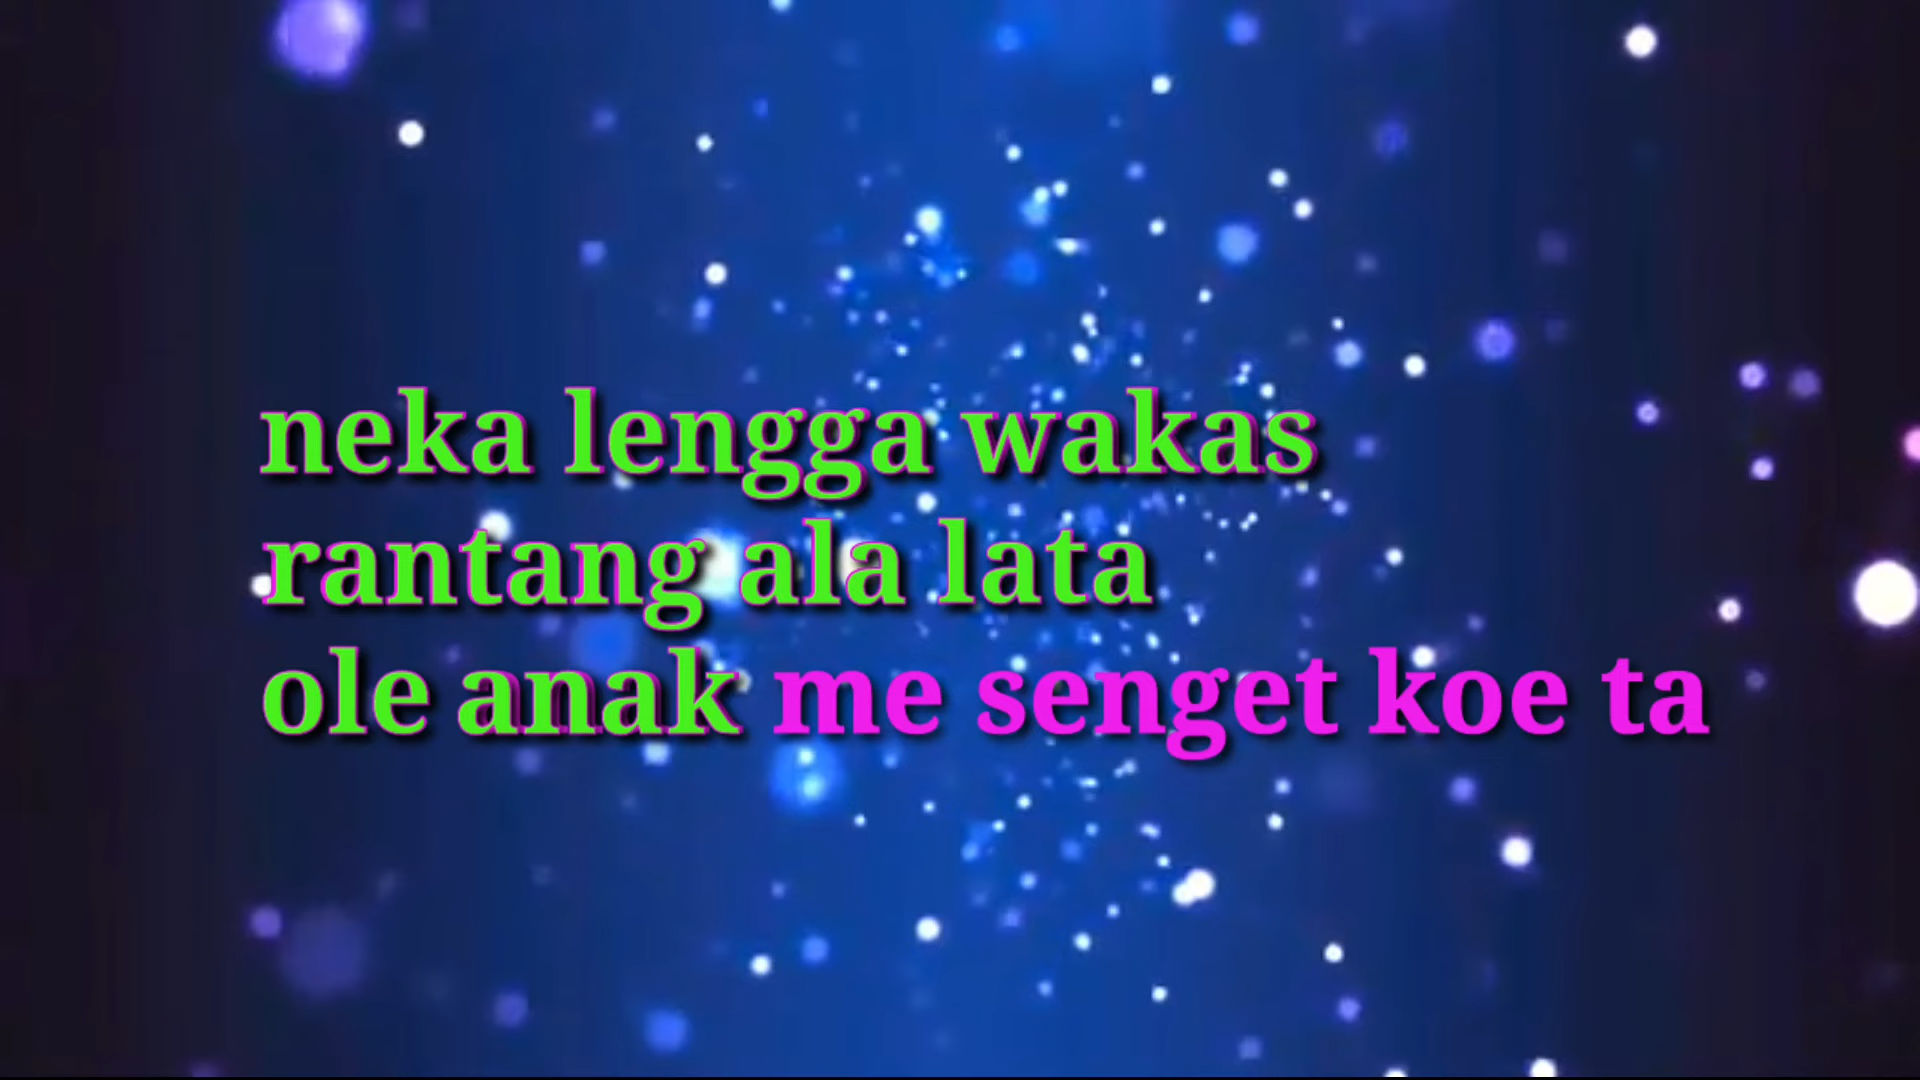 neka lengga wakas
rantang ala lata
ole anak me senget koe ta